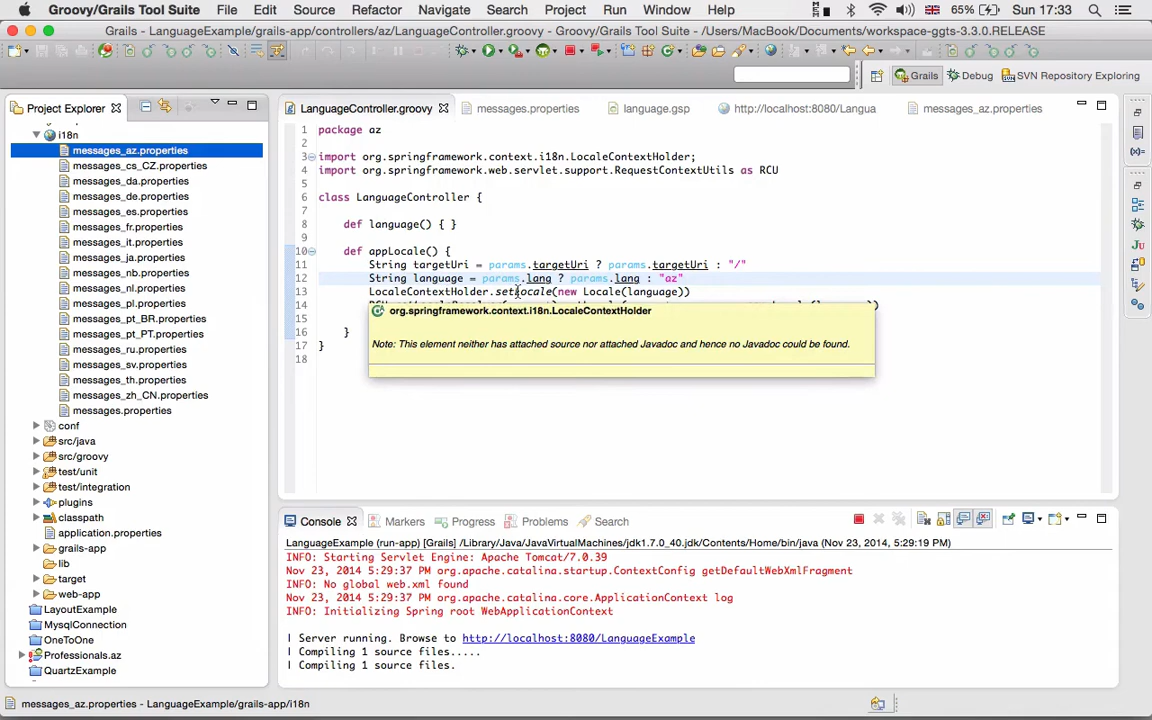 Groovy/Grails Tool Suite File Edit Source Refactor Navigate Search Project Run Window Help 65% Sun 17:33
Grails - LanguageExample/grails-app/controllers/az/LanguageController.groovy - Groovy/Grails Tool Suite - /Users/MacBook/Documents/workspace-ggts-3.3.0.RELEASE
Grails Debug SVN Repository Exploring
Project Explorer
i18n
messages_az.properties
messages_cs_CZ.properties
messages_da.properties
messages_de.properties
messages_es.properties
messages_fr.properties
messages_it.properties
messages_ja.properties
messages_nb.properties
messages_nl.properties
messages_pl.properties
messages_pt_BR.properties
messages_pt_PT.properties
messages_ru.properties
messages_sv.properties
messages_th.properties
messages_zh_CN.properties
messages.properties
conf
src/java
src/groovy
test/unit
test/integration
plugins
classpath
application.properties
grails-app
lib
target
web-app
LayoutExample
MysqlConnection
OneToOne
Professionals.az
QuartzExample
LanguageController.groovy messages.properties language.gsp http://localhost:8080/Langua messages_az.properties
1 package az
2
3 import org.springframework.context.i18n.LocaleContextHolder;
4 import org.springframework.web.servlet.support.RequestContextUtils as RCU
5
6 class LanguageController {
7
8 def language() { }
9
10 def appLocale() {
11 String targetUri = params.targetUri ? params.targetUri : "/"
12 String language = params.lang ? params.lang : "az"
13 LocaleContextHolder.setLocale(new Locale(language))
14
org.springframework.context.i18n.LocaleContextHolder
Note: This element neither has attached source nor attached Javadoc and hence no Javadoc could be found.
15
16 }
17 }
18
Console Markers Progress Problems Search
LanguageExample (run-app) [Grails] /Library/Java/JavaVirtualMachines/jdk1.7.0_40.jdk/Contents/Home/bin/java (Nov 23, 2014, 5:29:19 PM)
INFO: Starting Servlet Engine: Apache Tomcat/7.0.39
Nov 23, 2014 5:29:37 PM org.apache.catalina.startup.ContextConfig getDefaultWebXmlFragment
INFO: No global web.xml found
Nov 23, 2014 5:29:37 PM org.apache.catalina.core.ApplicationContext log
INFO: Initializing Spring root WebApplicationContext
| Server running. Browse to http://localhost:8080/LanguageExample
| Compiling 1 source files.....
| Compiling 1 source files.
messages_az.properties - LanguageExample/grails-app/i18n